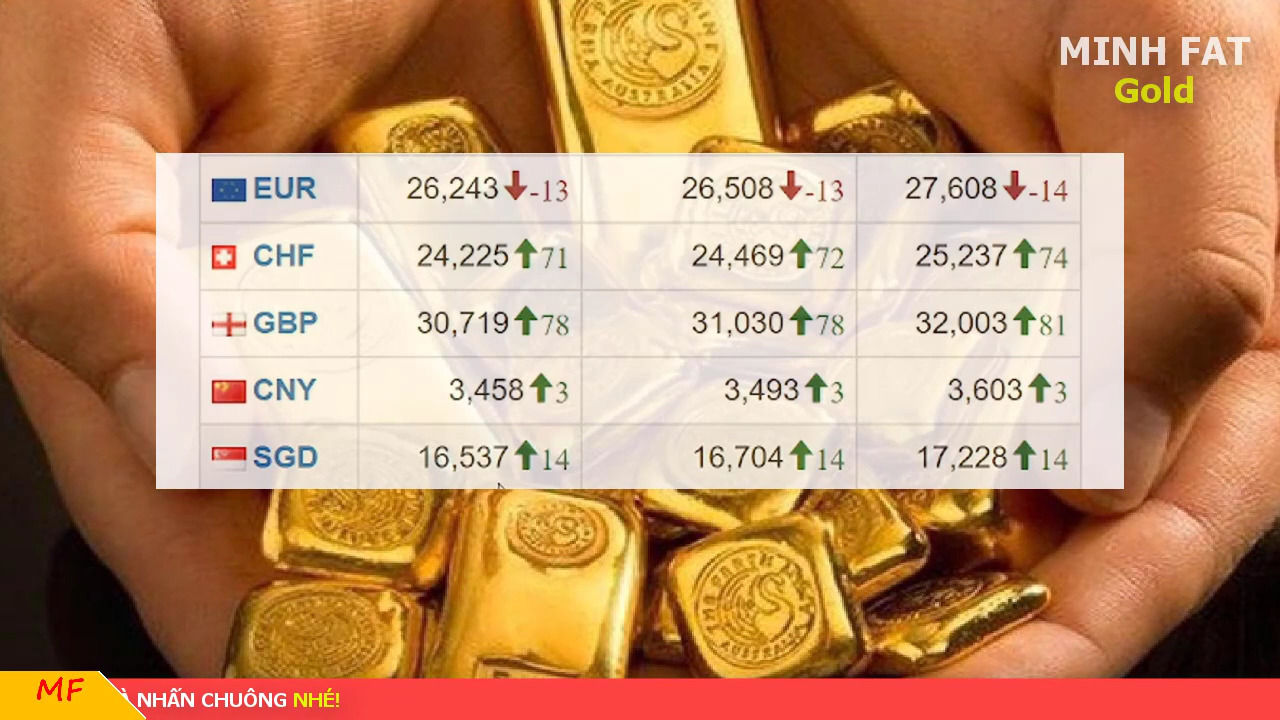 MINH FAT
Gold
EUR 26,243 -13 26,508 -13 27,608 -14
CHF 24,225 71 24,469 72 25,237 74
GBP 30,719 78 31,030 78 32,003 81
CNY 3,458 3 3,493 3 3,603 3
SGD 16,537 14 16,704 14 17,228 14
MF
À NHẤN CHUÔNG NHÉ!